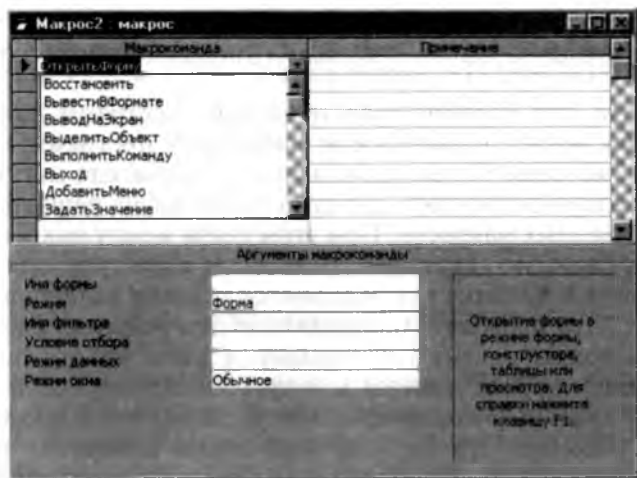 Макрос2 : макрос
Макрокоманда Примечание
ОткрытьФорму
Восстановить
ВывестиВФормате
ВыводНаЭкран
ВыделитьОбъект
ВыполнитьКоманду
Выход
ДобавитьМеню
ЗадатьЗначение
Аргументы макрокоманды
Имя формы
Режим Форма
Имя фильтра
Условие отбора
Режим данных
Режим окна Обычное
Открытие формы в
режиме формы,
конструктора,
таблицы или
просмотра. Для
справки нажмите
клавишу F1.